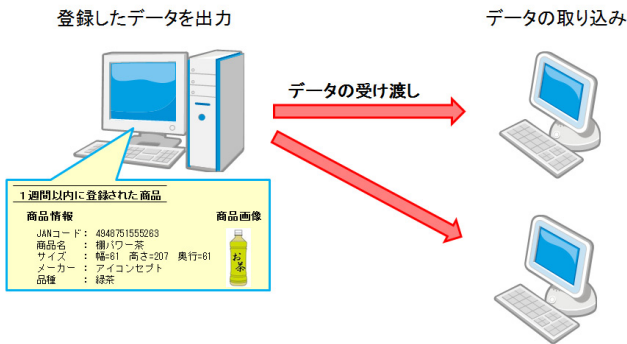 登録したデータを出力
データの取り込み
データの受け渡し
1週間以内に登録された商品
商品情報
商品画像
JANコード: 4948751555263
商品名 : 棚パワー茶
サイズ : 幅=61 高さ=207 奥行=61
メーカー : アイコンセプト
品種 : 緑茶
お茶